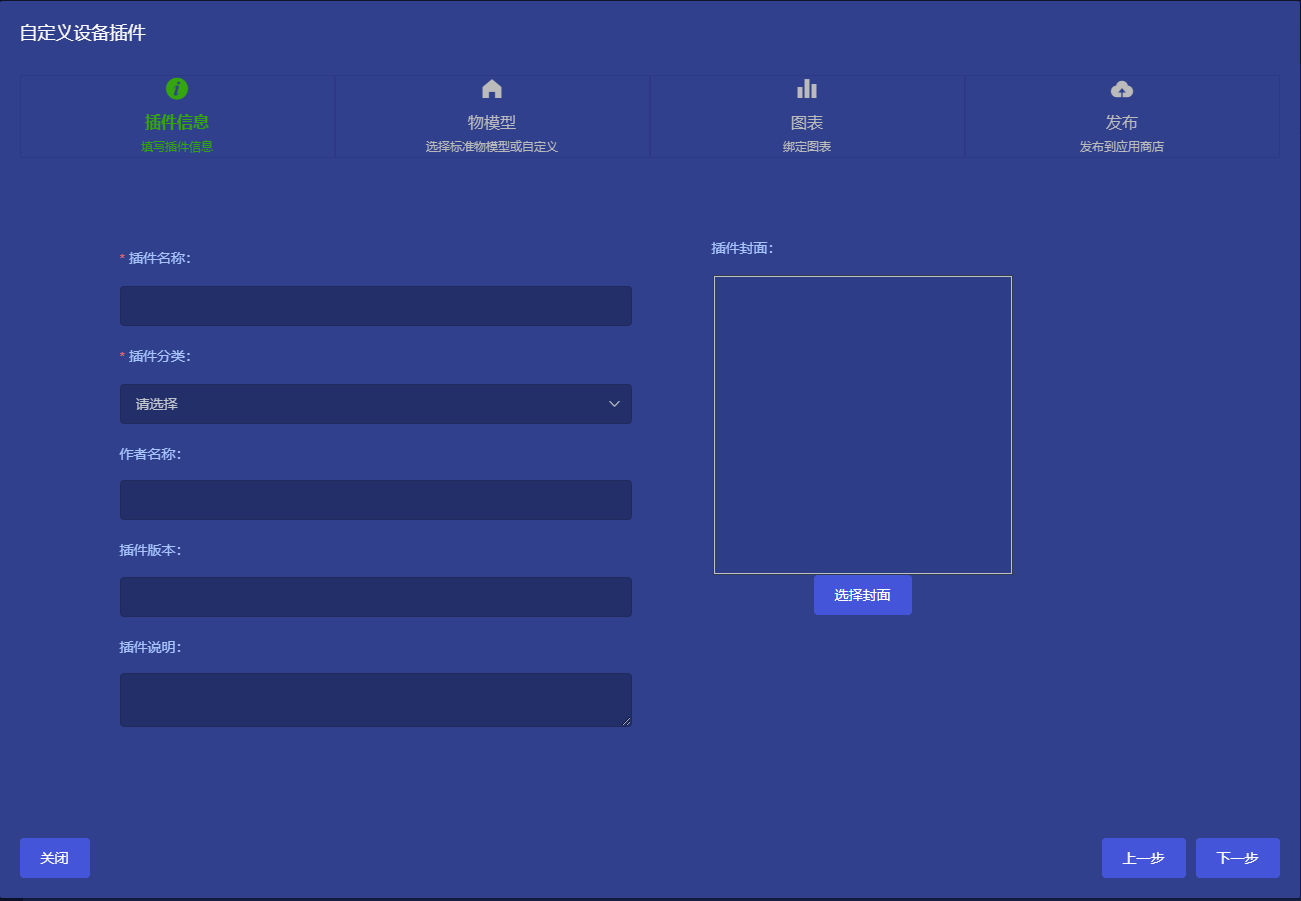 自定义设备插件
插件信息
填写插件信息
物模型
选择标准物模型或自定义
图表
绑定图表
发布
发布到应用商店
* 插件名称:
* 插件分类:
请选择
作者名称:
插件版本:
插件说明:
插件封面:
选择封面
关闭
上一步
下一步